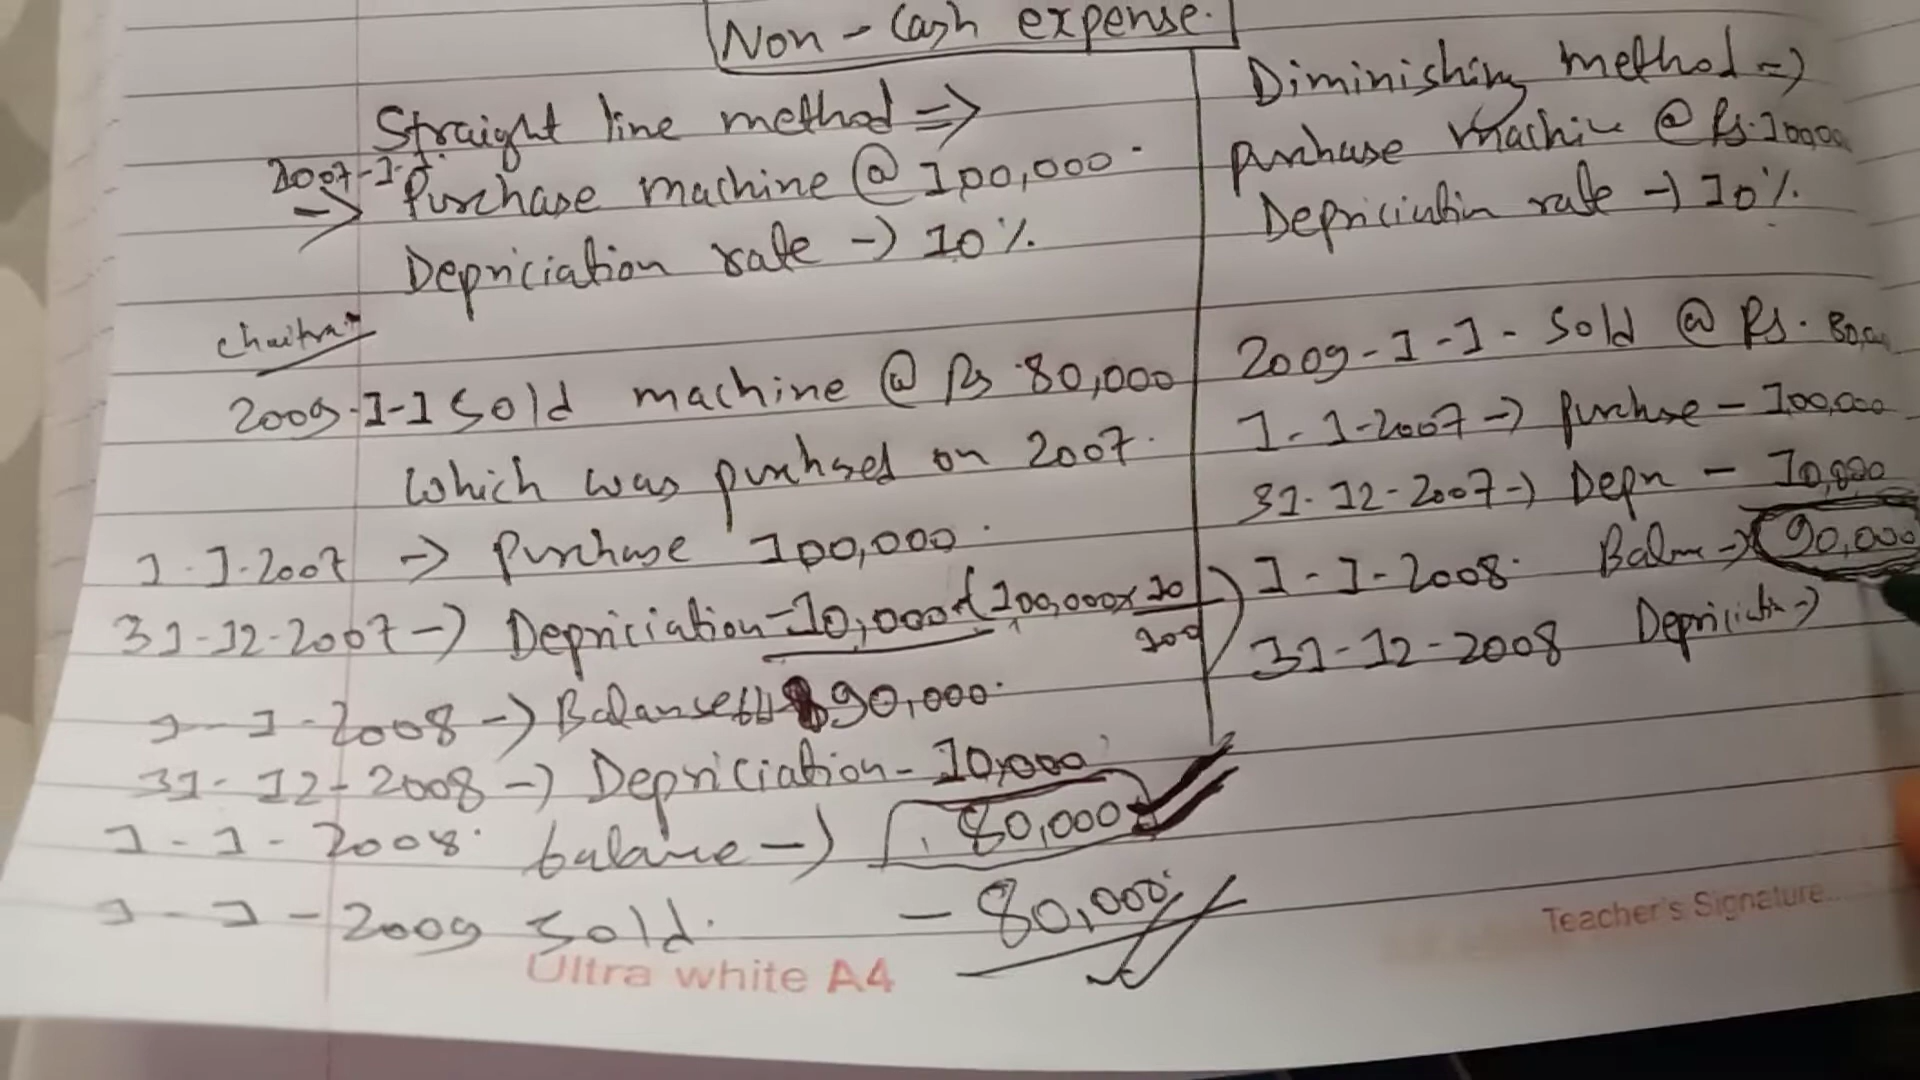 Non - Cash expense.
Straight line method =>
2007-1-1.
-> Purchase machine @ 100,000.
Depriciation rate -> 10%
Chaitra
2009-1-1 Sold machine @ Rs 80,000
which was purhsed on 2007.
1.1.2007 -> Purchase 100,000.
31-12-2007-> Depriciation - 10,000 (100,000x 10/100)
1-1-2008 -> Balanse 90,000.
31-12-2008 -> Depriciation - 10,000
1-1-2008. balance -> 80,000
1-1-2009 sold. - 80,000
Diminishing method ->
purchase machine @ Rs.
Depriciation rate -> 10%.
2009-1-1- Sold @ Rs.
1-1-2007 -> purchse - 100,000
31-12-2007-> Depn - 10,000
1-1-2008. Balance -> 90,000
31-12-2008 Depriciation ->
Teacher's Signature....
Ultra white A4